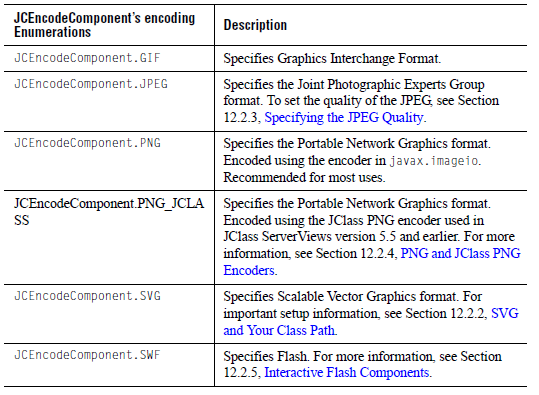 JCEncodeComponent's encoding
Enumerations
Description
JCEncodeComponent.GIF
Specifies Graphics Interchange Format.
JCEncodeComponent.JPEG
Specifies the Joint Photographic Experts Group
format. To set the quality of the JPEG, see Section
12.2.3, Specifying the JPEG Quality.
JCEncodeComponent.PNG
Specifies the Portable Network Graphics format.
Encoded using the encoder in javax.imageio.
Recommended for most uses.
JCEncodeComponent.PNG_JCLA
SS
Specifies the Portable Network Graphics format.
Encoded using the JClass PNG encoder used in
JClass ServerViews version 5.5 and earlier. For more
information, see Section 12.2.4, PNG and JClass PNG
Encoders.
JCEncodeComponent.SVG
Specifies Scalable Vector Graphics format. For
important setup information, see Section 12.2.2, SVG
and Your Class Path.
JCEncodeComponent.SWF
Specifies Flash. For more information, see Section
12.2.5, Interactive Flash Components.